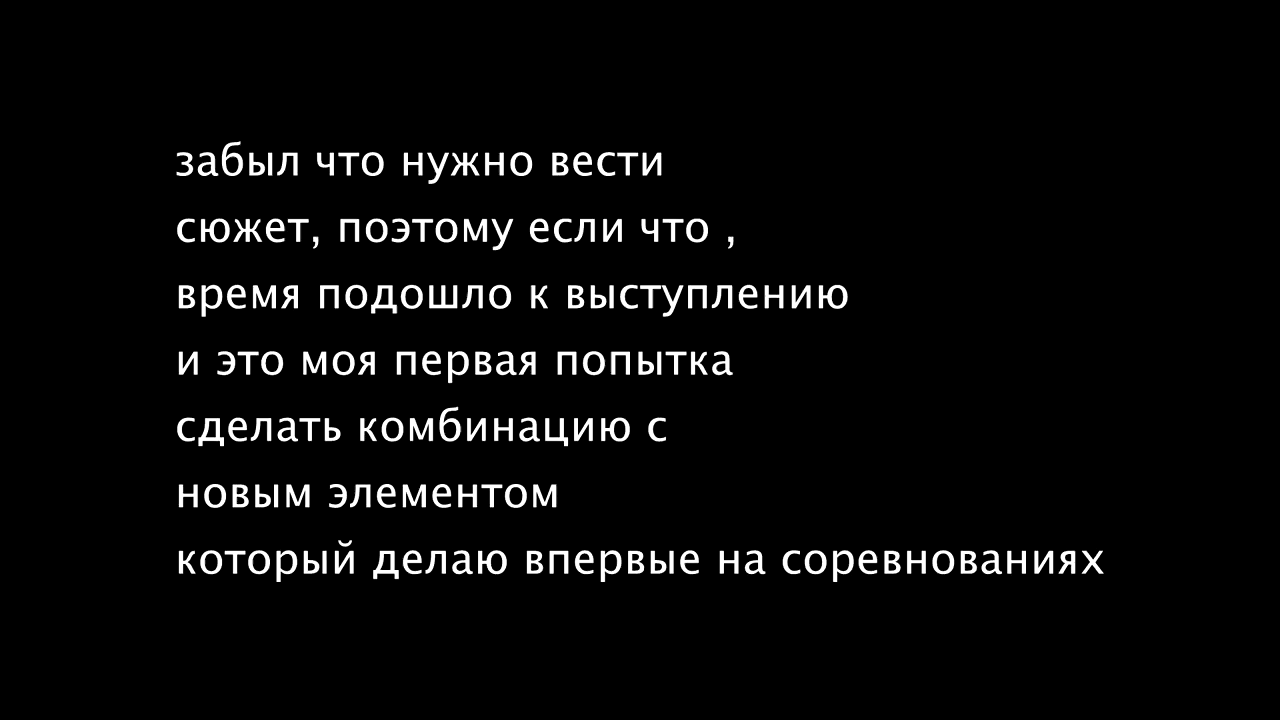 забыл что нужно вести
сюжет, поэтому если что ,
время подошло к выступлению
и это моя первая попытка
сделать комбинацию с
новым элементом
который делаю впервые на соревнованиях